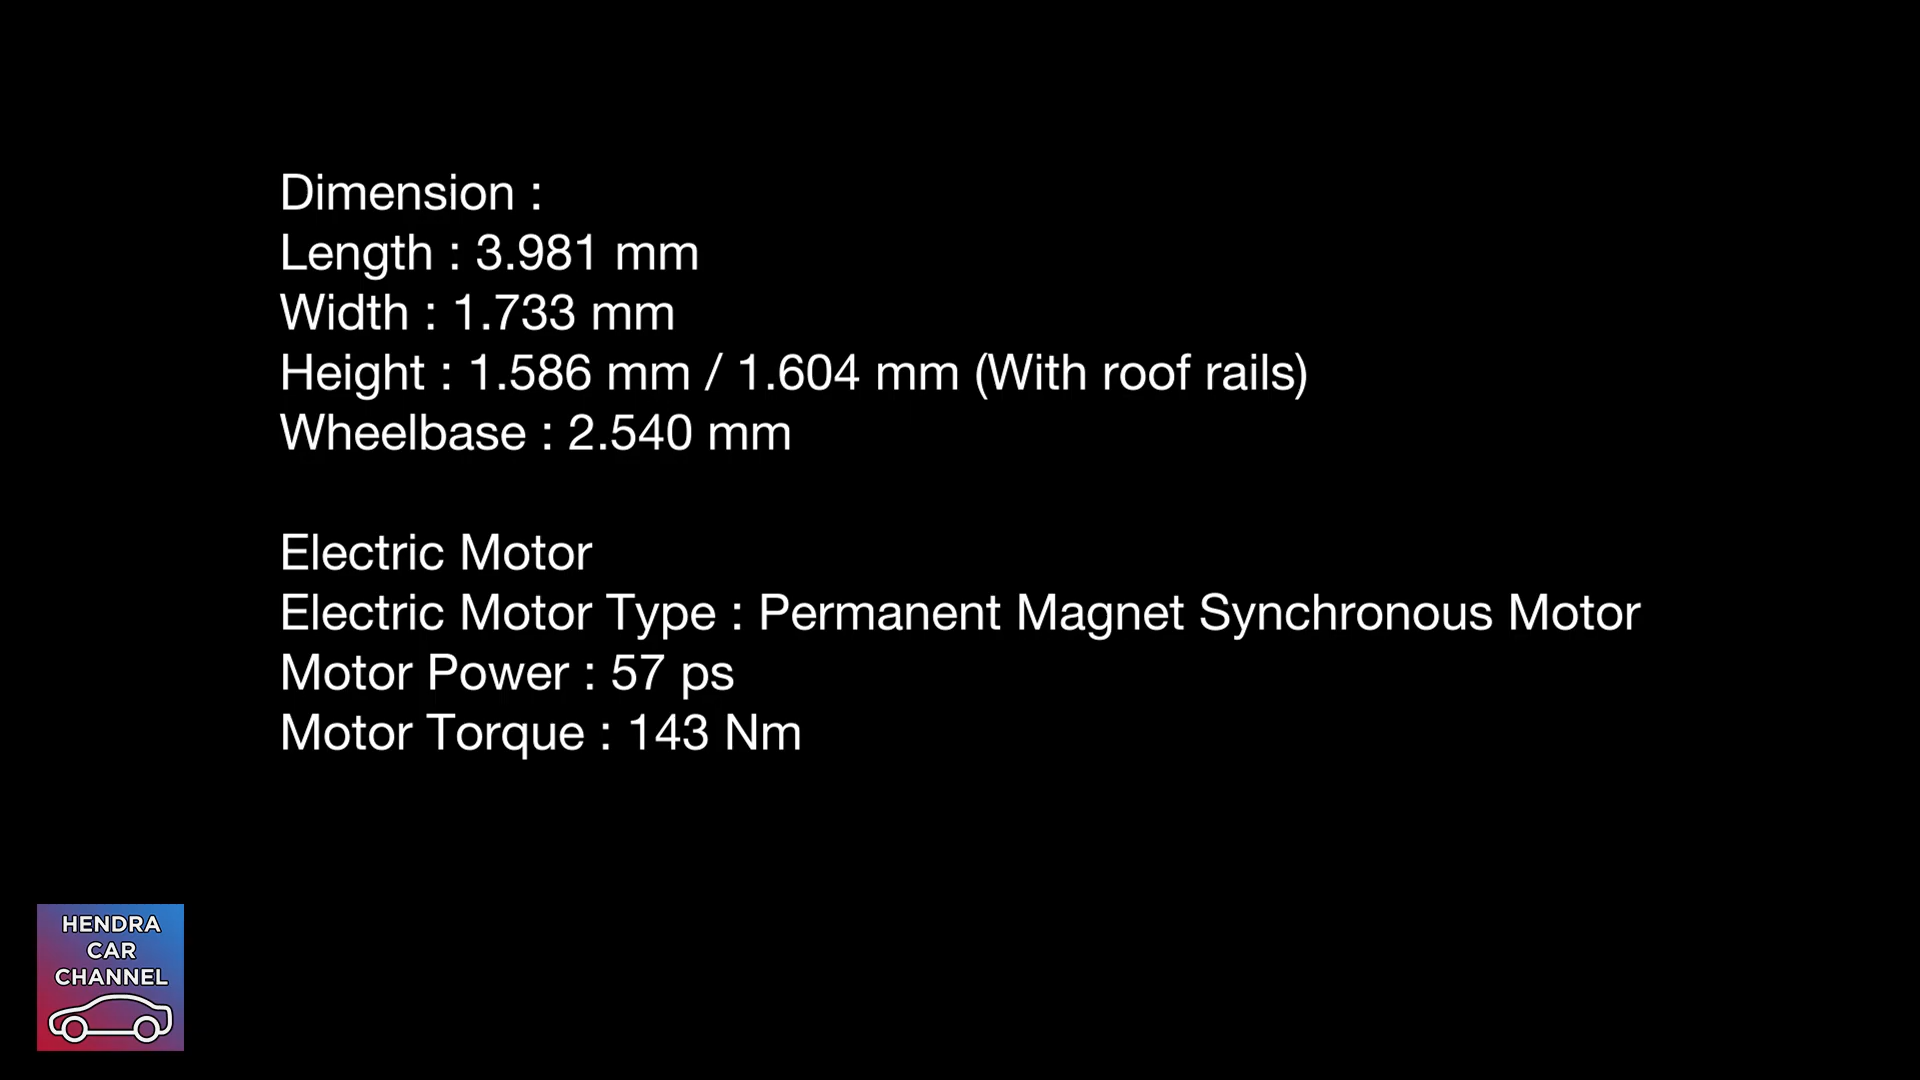 Dimension :
Length : 3.981 mm
Width : 1.733 mm
Height : 1.586 mm / 1.604 mm (With roof rails)
Wheelbase : 2.540 mm
Electric Motor
Electric Motor Type : Permanent Magnet Synchronous Motor
Motor Power : 57 ps
Motor Torque : 143 Nm
HENDRA
CAR
CHANNEL